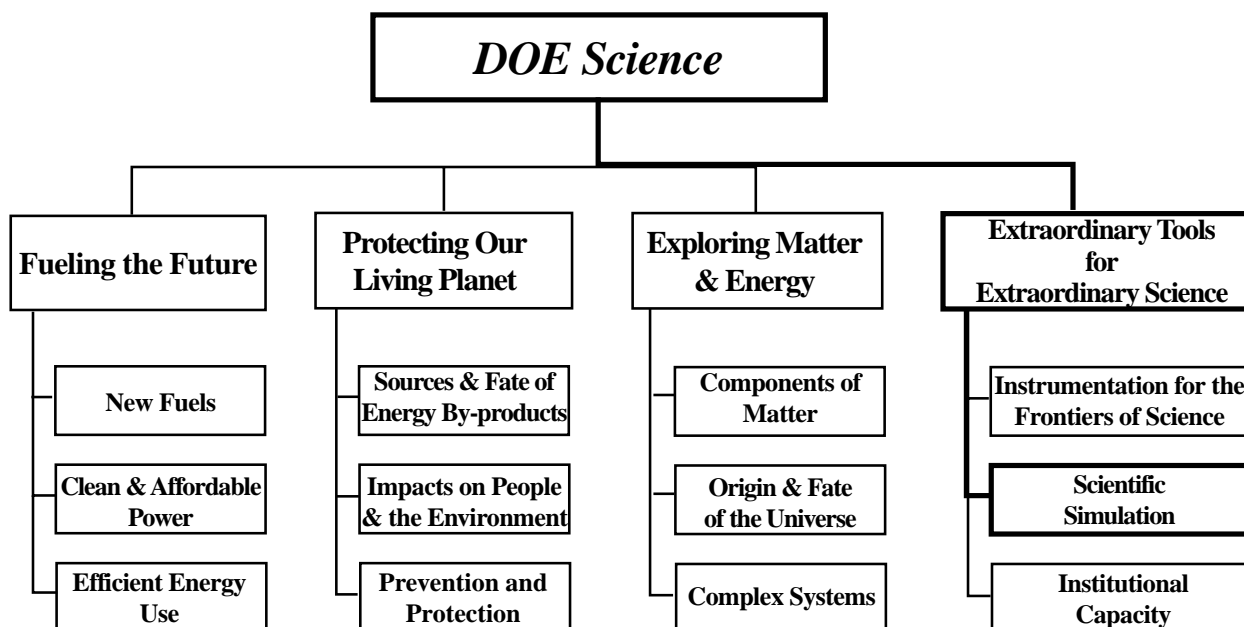 DOE Science
Fueling the Future
Protecting Our
Living Planet
Exploring Matter
& Energy
Extraordinary Tools
for
Extraordinary Science
New Fuels
Sources & Fate of
Energy By-products
Components of
Matter
Instrumentation for the
Frontiers of Science
Clean & Affordable
Power
Impacts on People
& the Environment
Origin & Fate
of the Universe
Scientific
Simulation
Efficient Energy
Use
Prevention and
Protection
Complex Systems
Institutional
Capacity